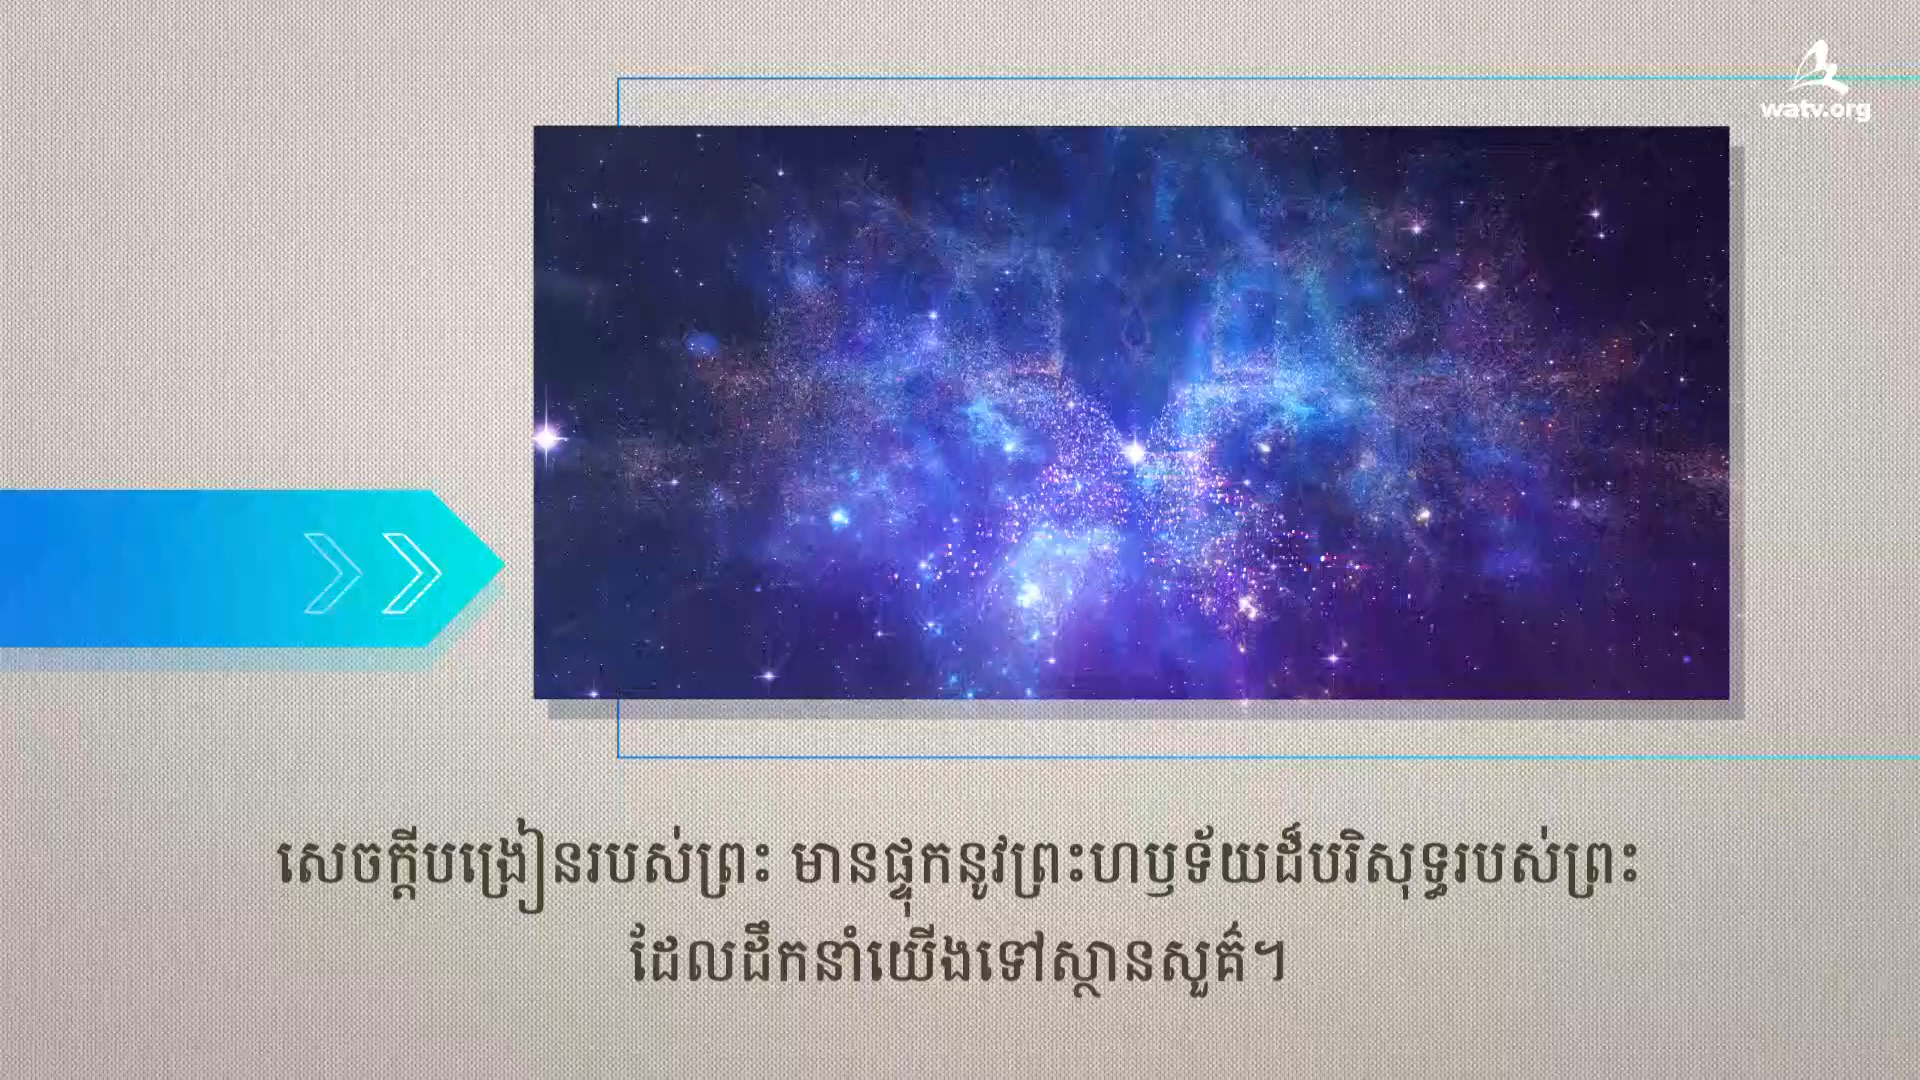 watv.org
សេចក្ដីបង្រៀនរបស់ព្រះ មានផ្ទុកនូវព្រះហឫទ័យដ៏បរិសុទ្ធរបស់ព្រះ
ដែលដឹកនាំយើងទៅស្ថានសួគ៌។